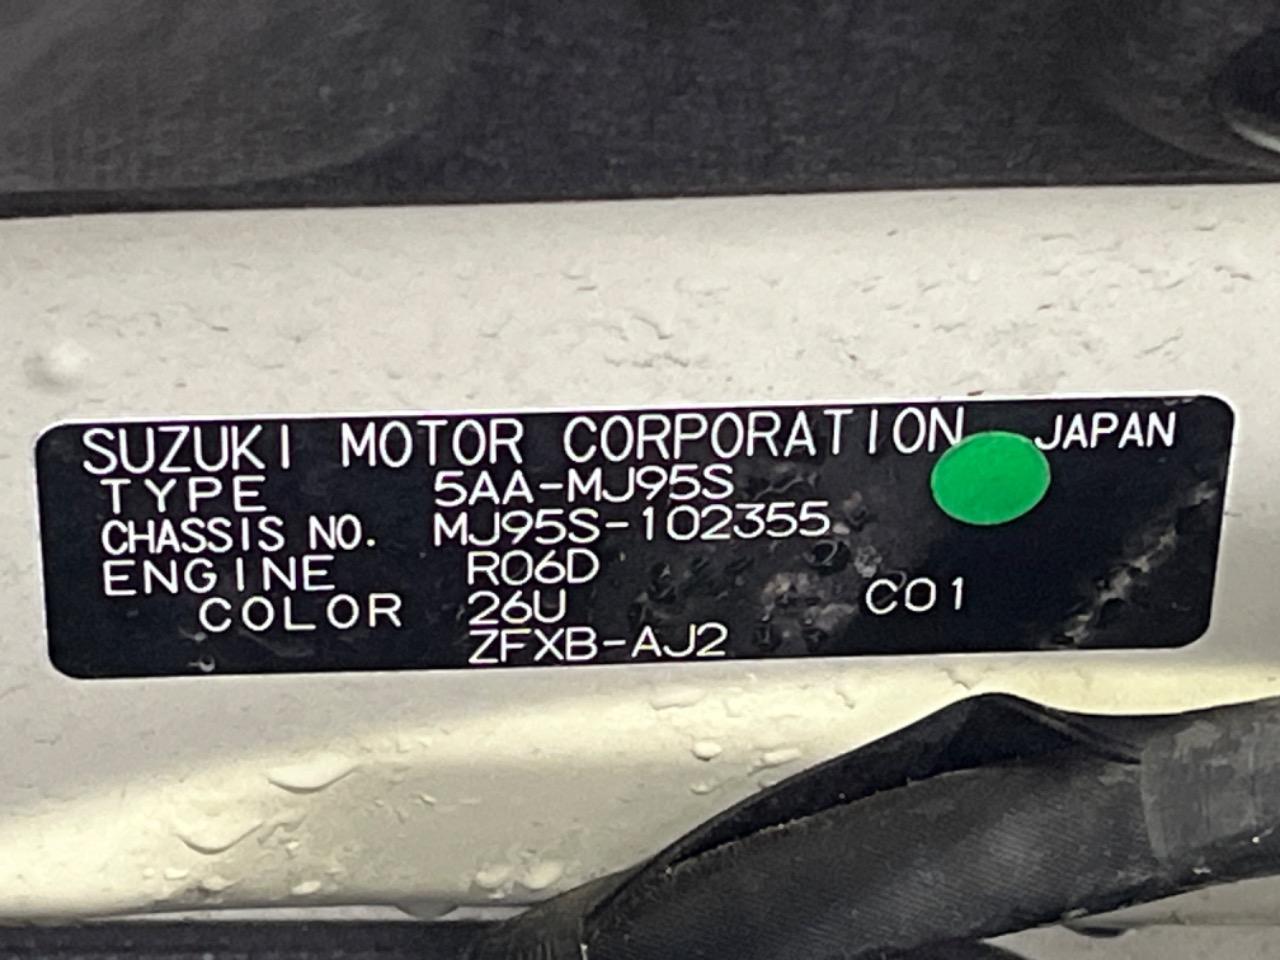 SUZUKI MOTOR CORPORATION JAPAN
TYPE 5AA-MJ95S
CHASSIS NO. MJ95S-102355
ENGINE R06D
COLOR 26U C01
ZFXB-AJ2